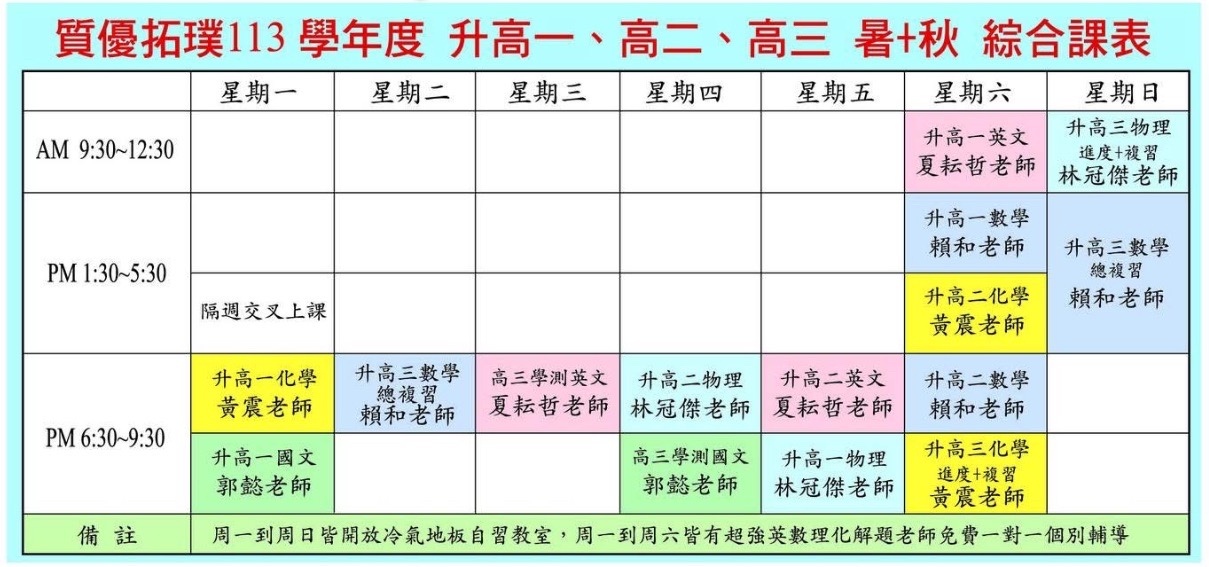 質優拓璞113 學年度 升高一、高二、高三 暑+秋 綜合課表
星期一 星期二 星期三 星期四 星期五 星期六 星期日
AM 9:30~12:30
升高一英文
夏耘哲老師
升高三物理
進度+複習
林冠傑老師
PM 1:30~5:30
升高一數學
賴和老師
升高三數學
總複習
賴和老師
隔週交叉上課
升高二化學
黃震老師
PM 6:30~9:30
升高一化學
黃震老師
升高三數學
總複習
賴和老師
高三學測英文
夏耘哲老師
升高二物理
林冠傑老師
升高二英文
夏耘哲老師
升高二數學
賴和老師
升高一國文
郭懿老師
高三學測國文
郭懿老師
升高一物理
林冠傑老師
升高三化學
進度+複習
黃震老師
備 註
周一到周日皆開放冷氣地板自習教室，周一到周六皆有超強英數理化解題老師免費一對一個別輔導